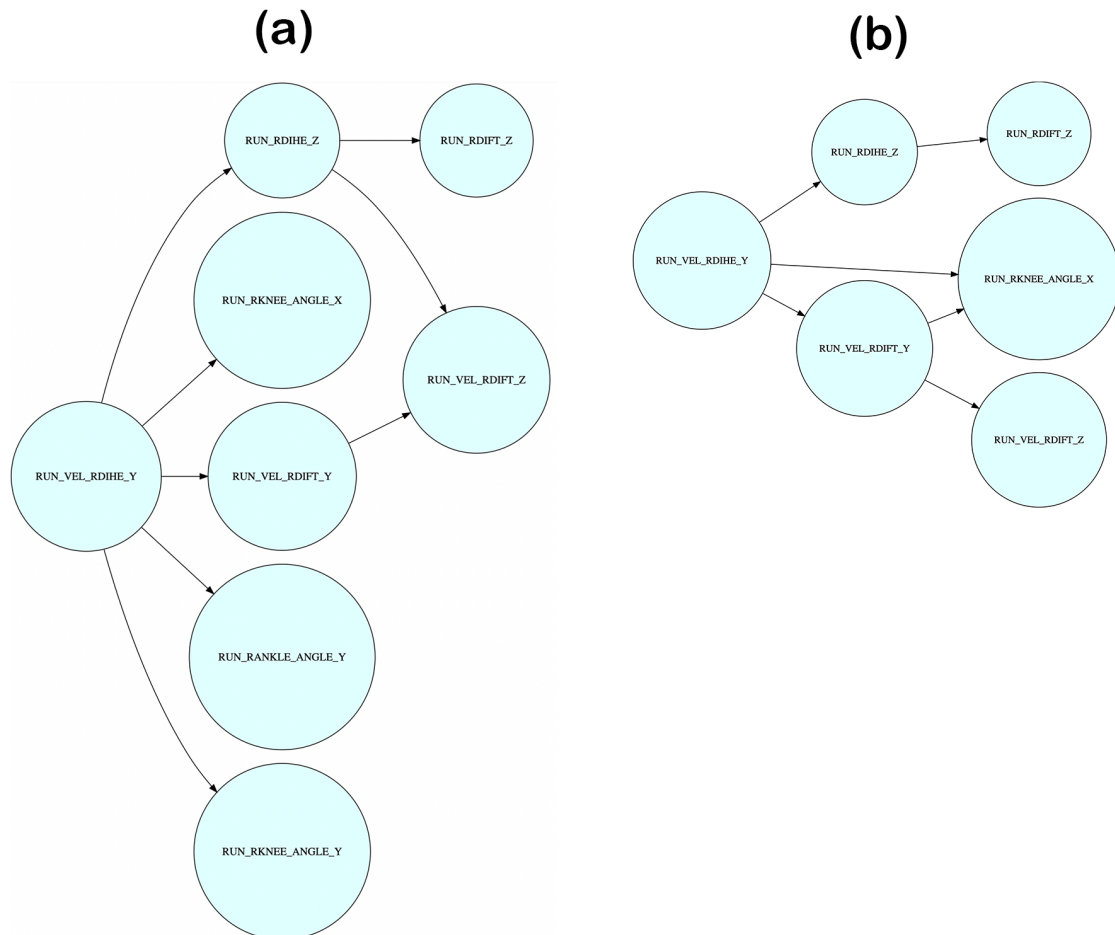 (a)
RUN_RDIHE_Z
RUN_RDIFT_Z
RUN_RKNEE_ANGLE_X
RUN_VEL_RDIFT_Z
RUN_VEL_RDIHE_Y
RUN_VEL_RDIFT_Y
RUN_RANKLE_ANGLE_Y
RUN_RKNEE_ANGLE_Y
(b)
RUN_RDIFT_Z
RUN_RDIHE_Z
RUN_VEL_RDIHE_Y
RUN_RKNEE_ANGLE_X
RUN_VEL_RDIFT_Y
RUN_VEL_RDIFT_Z